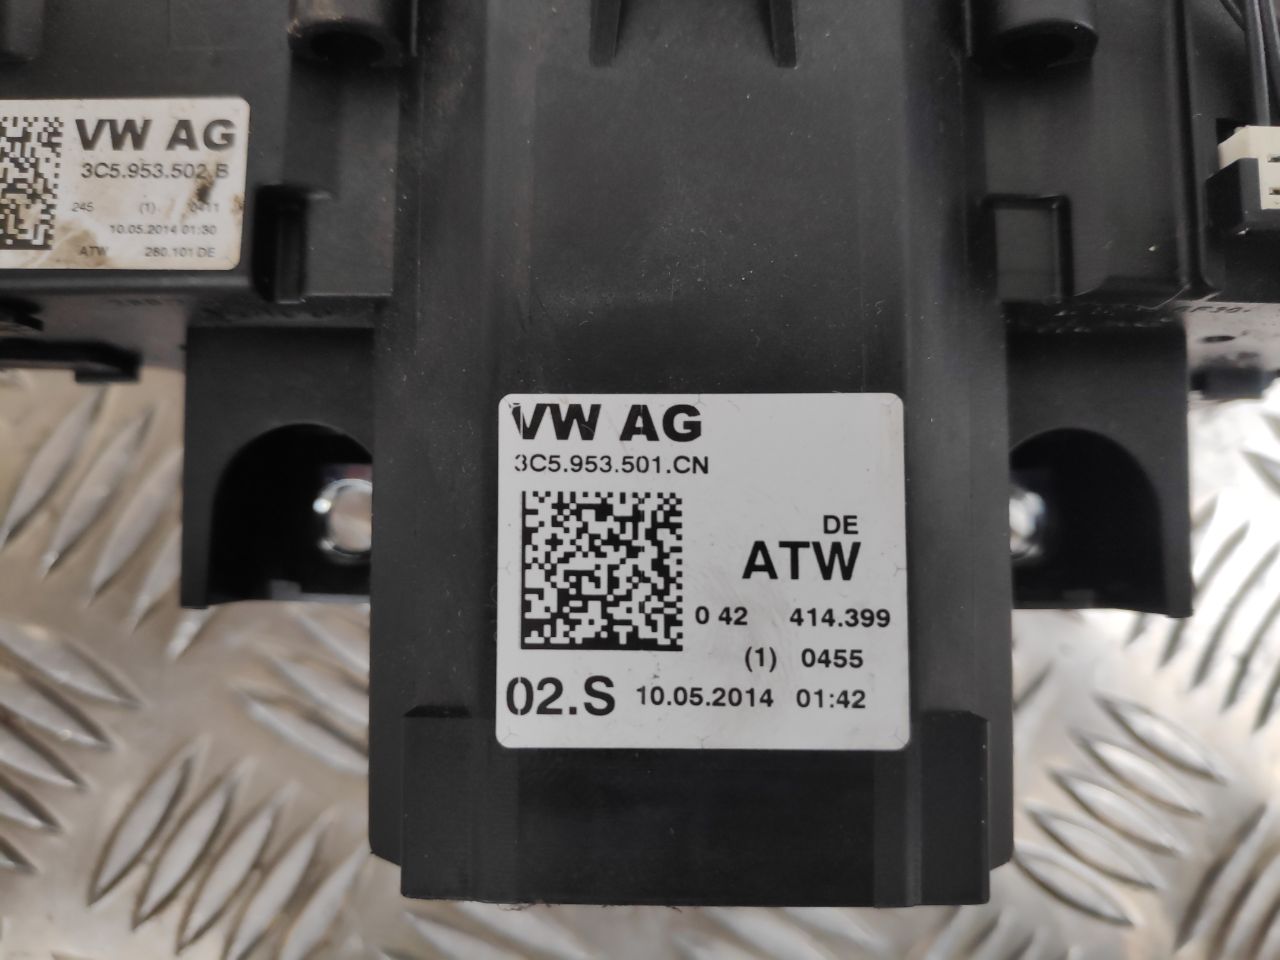 VW AG
3C5.953.502 B
245 (1) 0411
10.05.2014 01:30
ATW 280.101 DE
VW AG
3C5.953.501.CN
DE
ATW
0 42 414.399
(1) 0455
02.S 10.05.2014 01:42